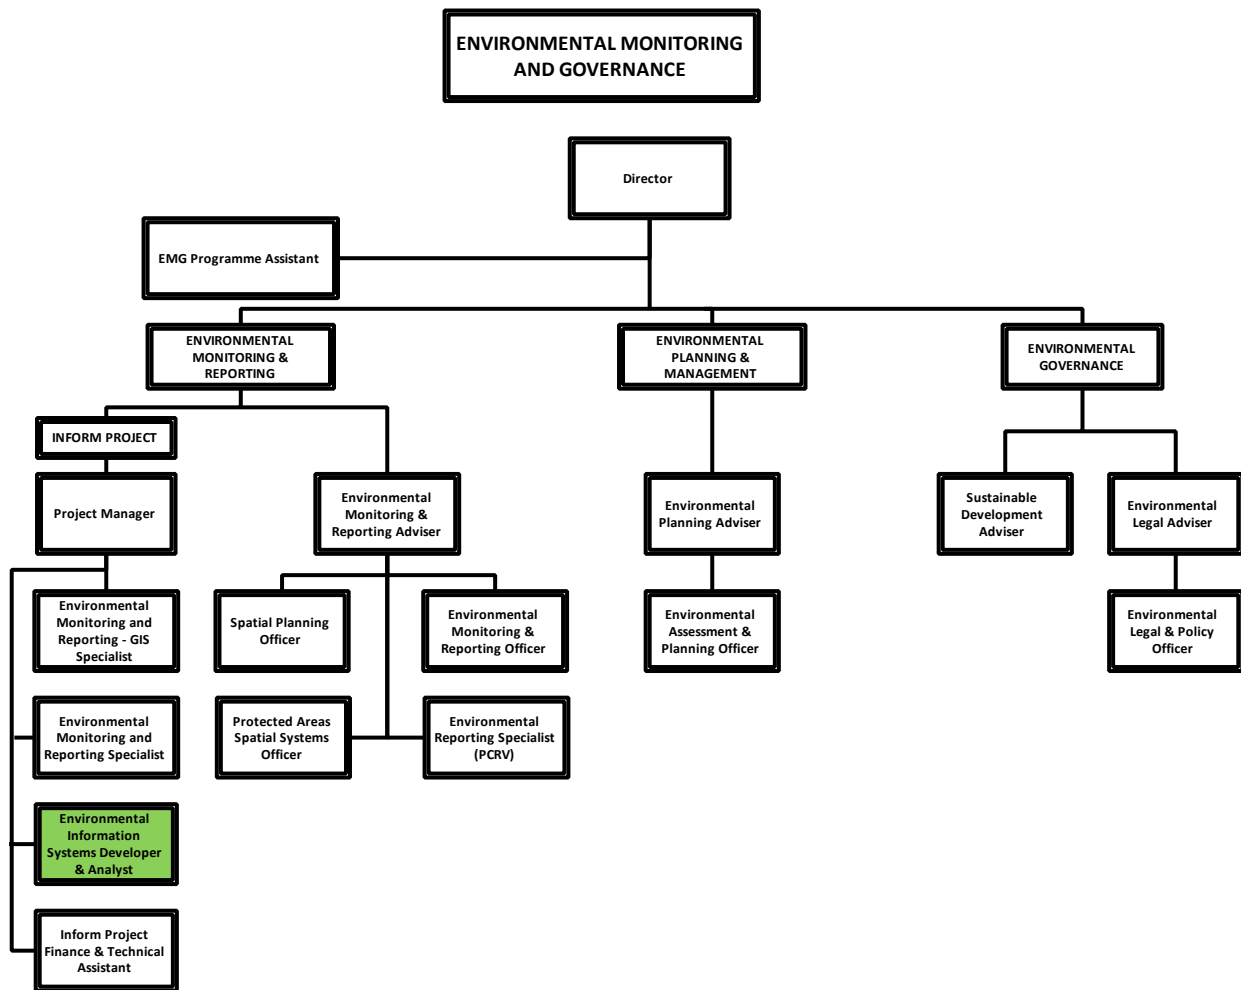 ENVIRONMENTAL MONITORING
AND GOVERNANCE
Director
EMG Programme Assistant
ENVIRONMENTAL
MONITORING &
REPORTING
ENVIRONMENTAL
PLANNING &
MANAGEMENT
ENVIRONMENTAL
GOVERNANCE
INFORM PROJECT
Project Manager
Environmental
Monitoring &
Reporting Adviser
Environmental
Planning Adviser
Sustainable
Development
Adviser
Environmental
Legal Adviser
Environmental
Monitoring and
Reporting - GIS
Specialist
Spatial Planning
Officer
Environmental
Monitoring &
Reporting Officer
Environmental
Assessment &
Planning Officer
Environmental
Legal & Policy
Officer
Environmental
Monitoring and
Reporting Specialist
Protected Areas
Spatial Systems
Officer
Environmental
Reporting Specialist
(PCRV)
Environmental
Information
Systems Developer
& Analyst
Inform Project
Finance & Technical
Assistant